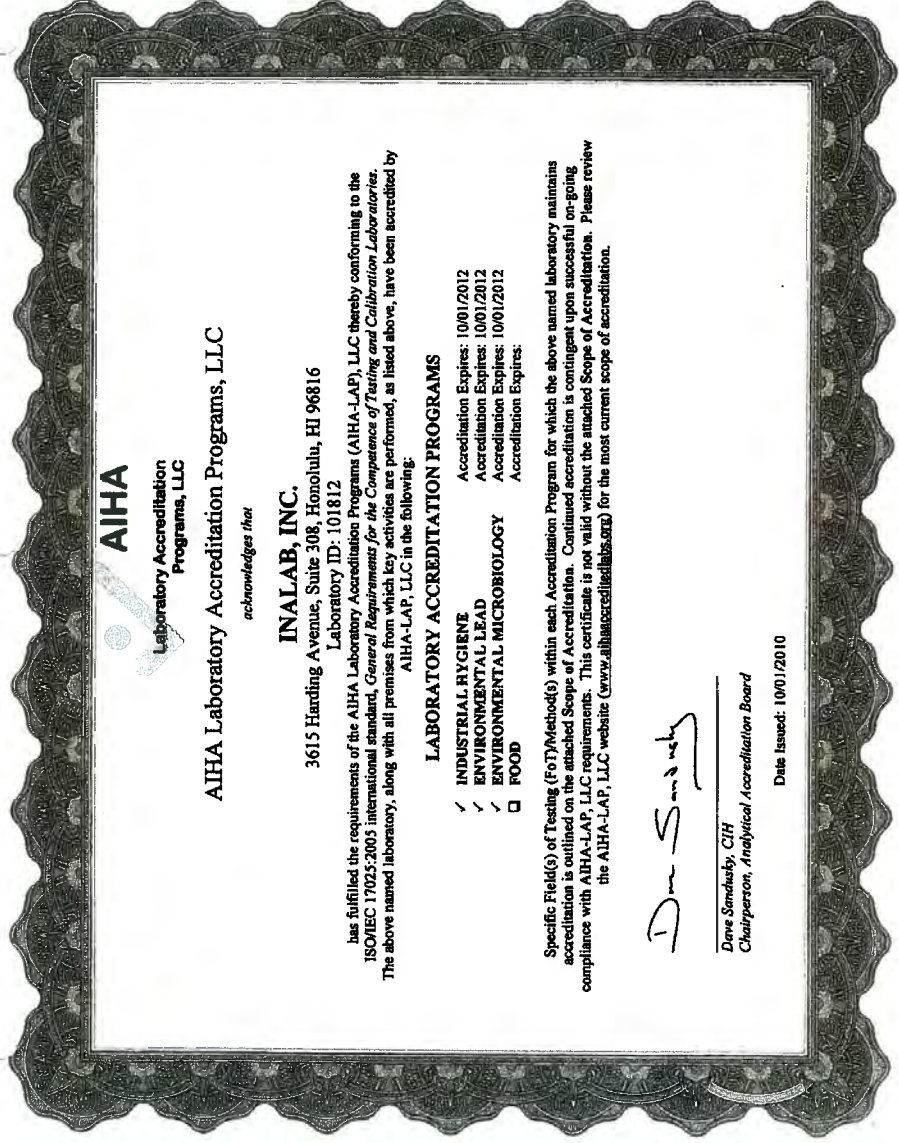 AIHA
Laboratory Accreditation
Programs, LLC
AIHA Laboratory Accreditation Programs, LLC
acknowledges that
INALAB, INC.
3615 Harding Avenue, Suite 308, Honolulu, HI 96816
Laboratory ID: 101812
has fulfilled the requirements of the AIHA Laboratory Accreditation Programs (AIHA-LAP), LLC thereby conforming to the
ISO/IEC 17025:2005 international standard, General Requirements for the Competence of Testing and Calibration Laboratories.
The above named laboratory, along with all premises from which key activities are performed, as listed above, have been accredited by
AIHA-LAP, LLC in the following:
LABORATORY ACCREDITATION PROGRAMS
✓ INDUSTRIAL HYGIENE Accreditation Expires: 10/01/2012
✓ ENVIRONMENTAL LEAD Accreditation Expires: 10/01/2012
✓ ENVIRONMENTAL MICROBIOLOGY Accreditation Expires: 10/01/2012
☐ FOOD Accreditation Expires:
Specific Field(s) of Testing (FoT)/Method(s) within each Accreditation Program for which the above named laboratory maintains
accreditation is outlined on the attached Scope of Accreditation. Continued accreditation is contingent upon successful on-going
compliance with AIHA-LAP, LLC requirements. This certificate is not valid without the attached Scope of Accreditation. Please review
the AIHA-LAP, LLC website (www.aihaaccreditedlabs.org) for the most current scope of accreditation.
Dave Sandusky
Dave Sandusky, CIH
Chairperson, Analytical Accreditation Board
Date Issued: 10/01/2010